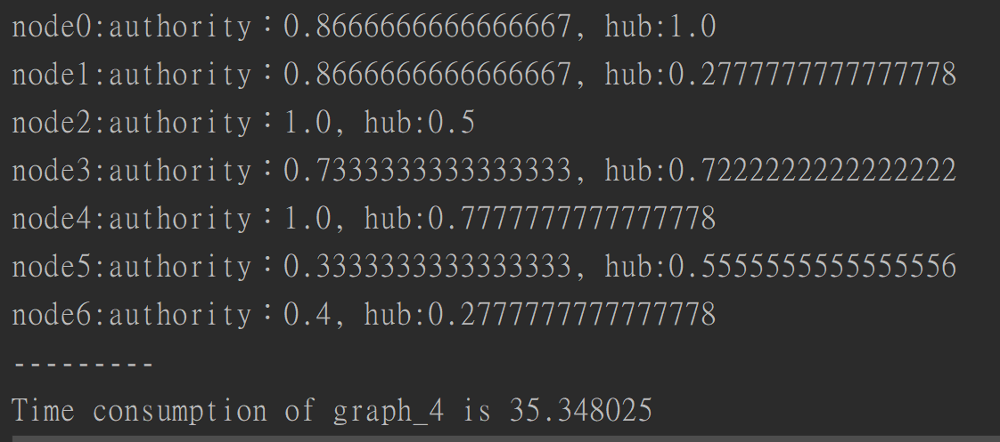 node0:authority：0.8666666666666667, hub:1.0
node1:authority：0.8666666666666667, hub:0.2777777777777778
node2:authority：1.0, hub:0.5
node3:authority：0.7333333333333333, hub:0.7222222222222222
node4:authority：1.0, hub:0.7777777777777778
node5:authority：0.3333333333333333, hub:0.5555555555555556
node6:authority：0.4, hub:0.2777777777777778
---------
Time consumption of graph_4 is 35.348025